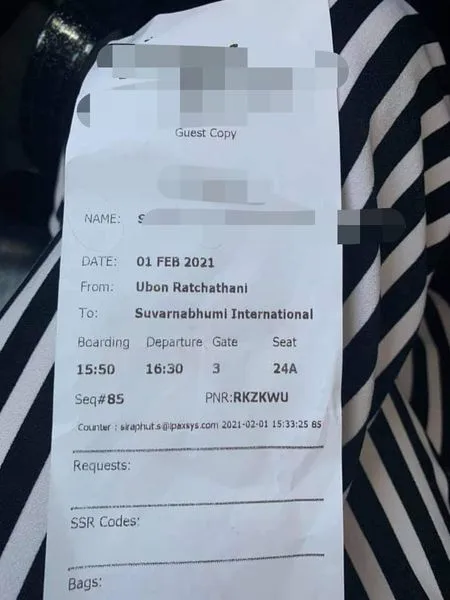 Guest Copy
NAME: S
DATE: 01 FEB 2021
From: Ubon Ratchathani
To: Suvarnabhumi International
Boarding Departure Gate Seat
15:50 16:30 3 24A
Seq#85 PNR:RKZKWU
Counter : siraphut.s@ipaxsys.com 2021-02-01 15:33:25 85
Requests:
SSR Codes:
Bags: